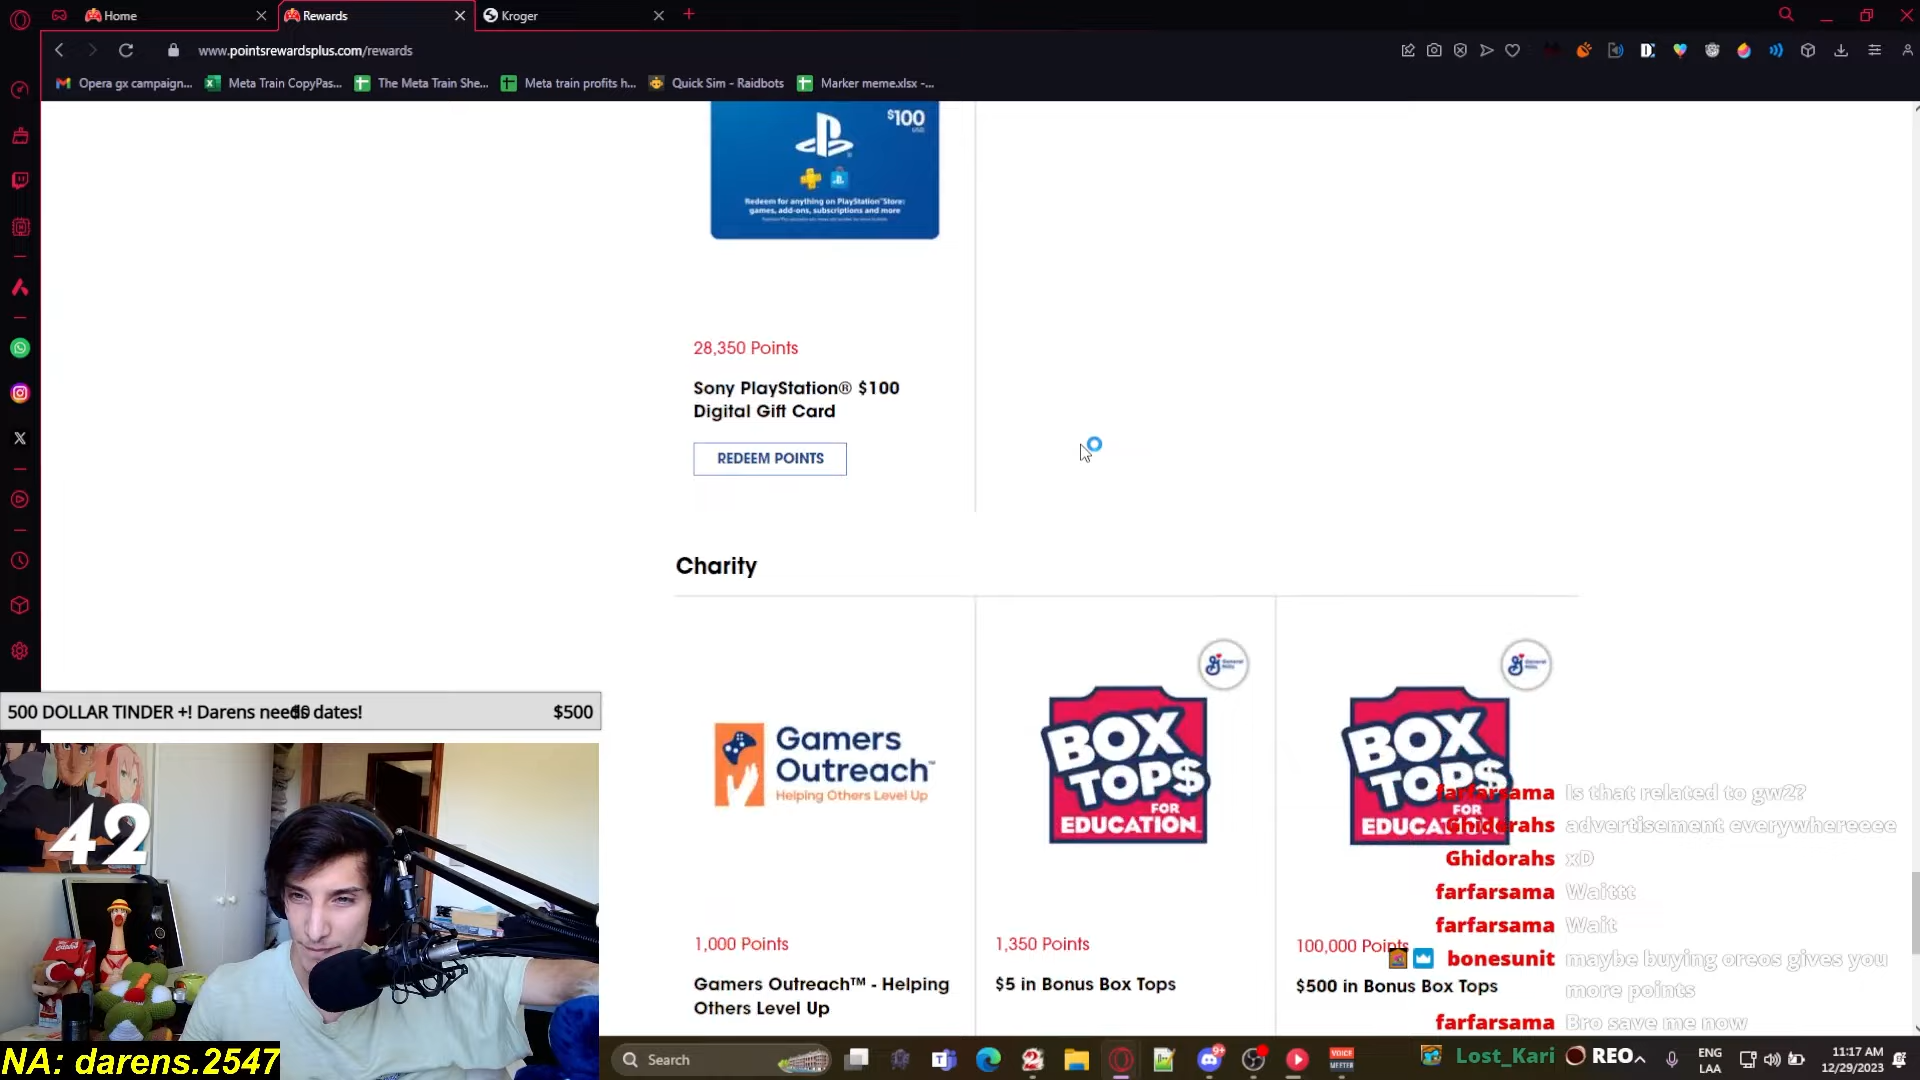 Home
Rewards
Kroger
www.pointsrewardsplus.com/rewards
Opera gx campaign...
Meta Train CopyPas...
The Meta Train She...
Meta train profits h...
Quick Sim - Raidbots
Marker meme.xlsx -...
$100
Redeem for anything on PlayStation™Store:
games, add-ons, subscriptions and more
28,350 Points
Sony PlayStation® $100
Digital Gift Card
REDEEM POINTS
Charity
Gamers
Outreach™
Helping Others Level Up
BOX
TOP$
FOR
EDUCATION
BOX
TOP$
FOR
1,000 Points
1,350 Points
100,000 Points
Gamers Outreach™ - Helping
Others Level Up
$5 in Bonus Box Tops
$500 in Bonus Box Tops
500 DOLLAR TINDER +! Darens needs dates!
$500
42
NA: darens.2547
farfarsama Is that related to gw2?
Ghidorahs advertisement everywhereeee
Ghidorahs xD
farfarsama Waittt
farfarsama Wait
bonesunit maybe buying oreos gives you
more points
farfarsama Bro save me now
Lost_Kari
REO
Search
VOICE
MEETER
ENG
LAA
11:17 AM
12/29/2023